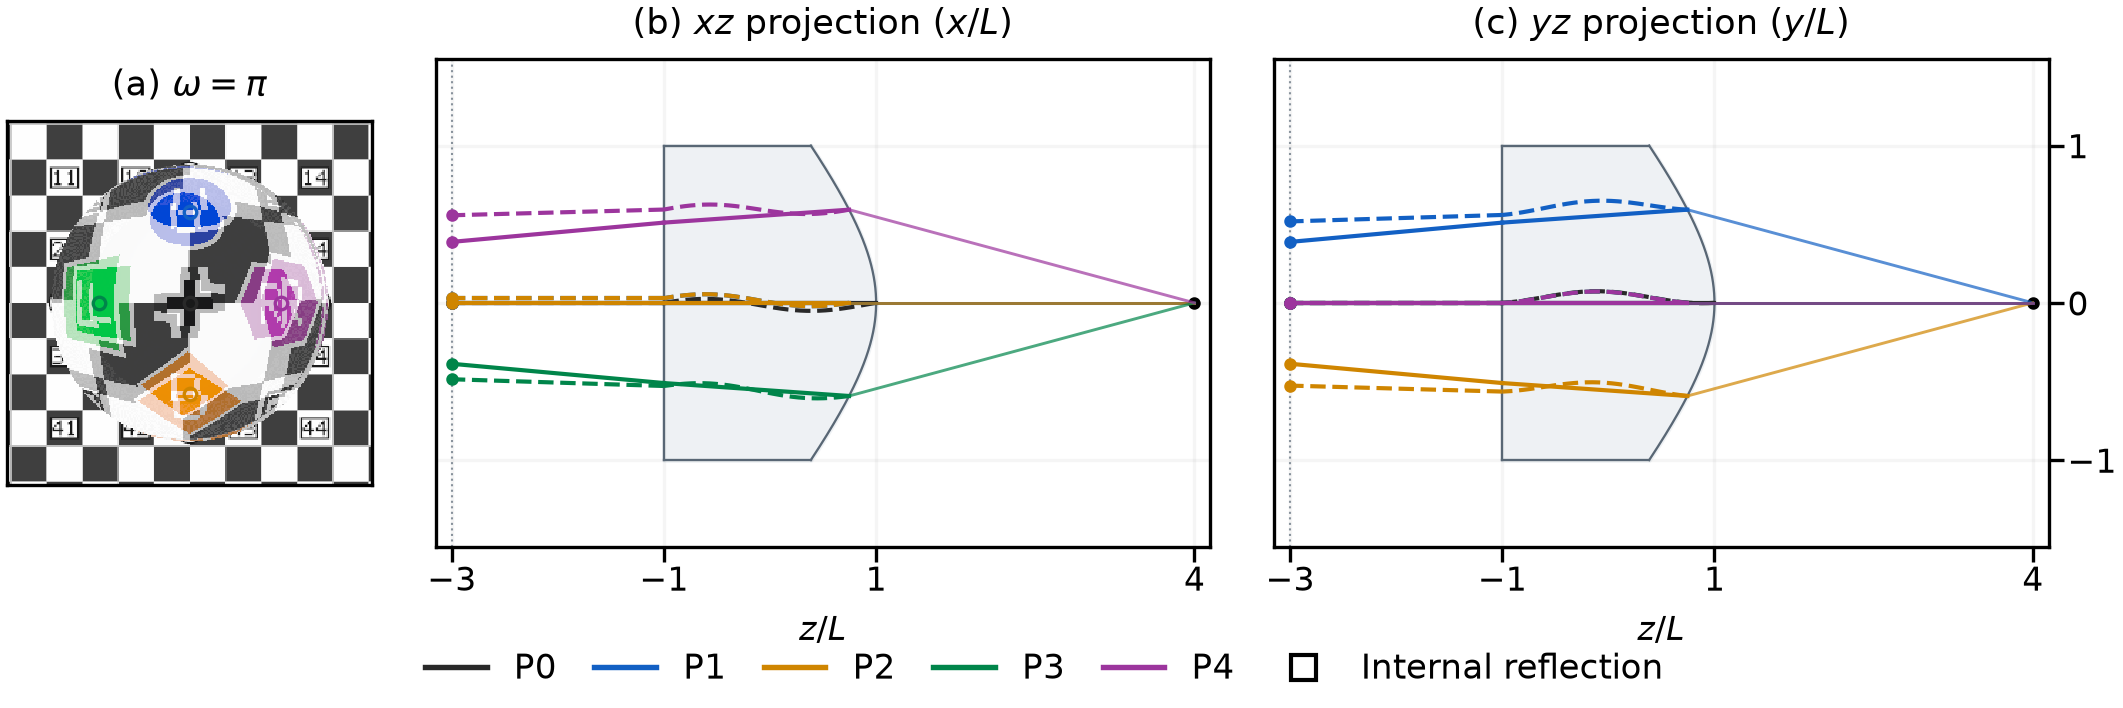 (a) ω = π
(b) xz projection (x/L)
(c) yz projection (y/L)
11
14
41
44
−3
−1
1
4
z/L
−3
−1
1
4
z/L
1
0
−1
P0 P1 P2 P3 P4 Internal reflection